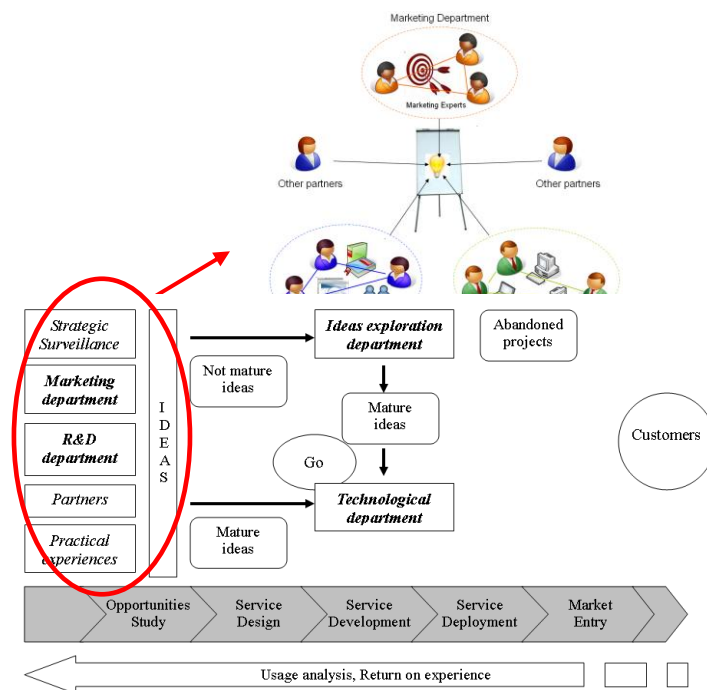 Marketing Department
Marketing Experts
Other partners
Other partners
Strategic
Surveillance
Marketing
department
R&D
department
Partners
Practical
experiences
I
D
E
A
S
Not mature
ideas
Mature
ideas
Ideas exploration
department
Mature
ideas
Go
Technological
department
Abandoned
projects
Customers
Opportunities
Study
Service
Design
Service
Development
Service
Deployment
Market
Entry
Usage analysis, Return on experience